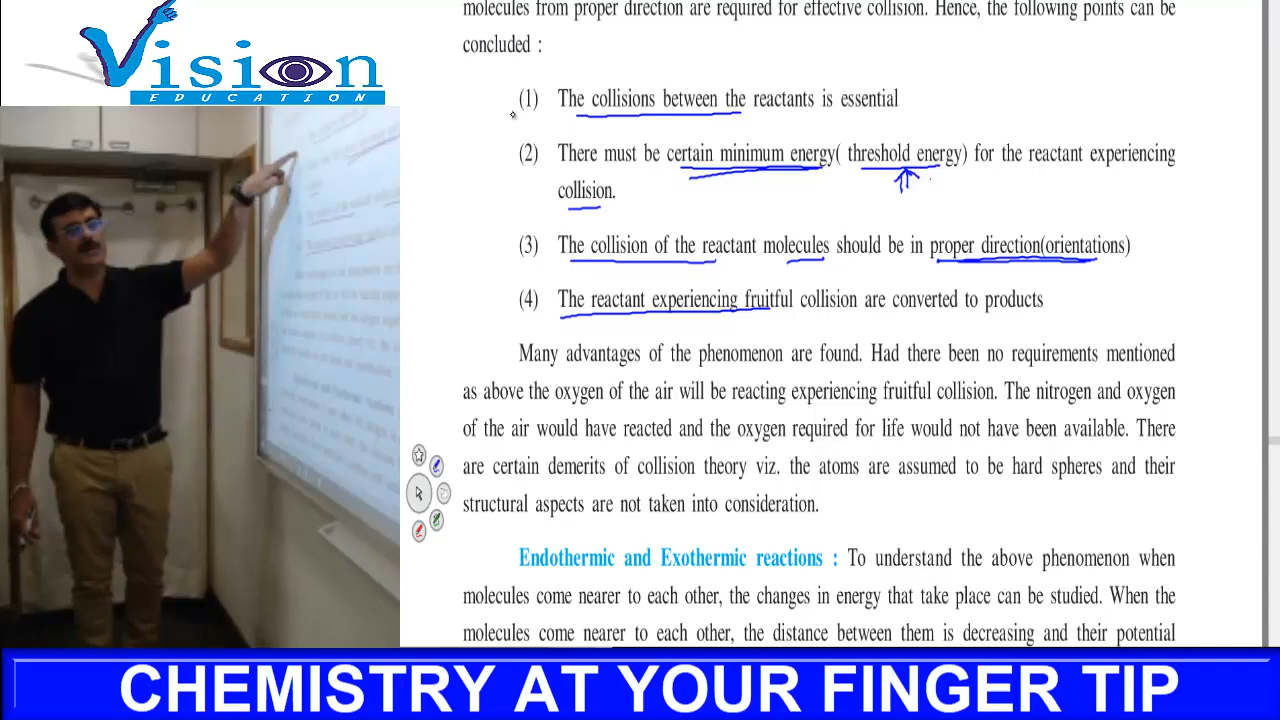 Vision
EDUCATION
molecules from proper direction are required for effective collision. Hence, the following points can be
concluded :
(1) The collisions between the reactants is essential
(2) There must be certain minimum energy( threshold energy) for the reactant experiencing
collision.
(3) The collision of the reactant molecules should be in proper direction(orientations)
(4) The reactant experiencing fruitful collision are converted to products
Many advantages of the phenomenon are found. Had there been no requirements mentioned
as above the oxygen of the air will be reacting experiencing fruitful collision. The nitrogen and oxygen
of the air would have reacted and the oxygen required for life would not have been available. There
are certain demerits of collision theory viz. the atoms are assumed to be hard spheres and their
structural aspects are not taken into consideration.
Endothermic and Exothermic reactions : To understand the above phenomenon when
molecules come nearer to each other, the changes in energy that take place can be studied. When the
molecules come nearer to each other, the distance between them is decreasing and their potential
CHEMISTRY AT YOUR FINGER TIP